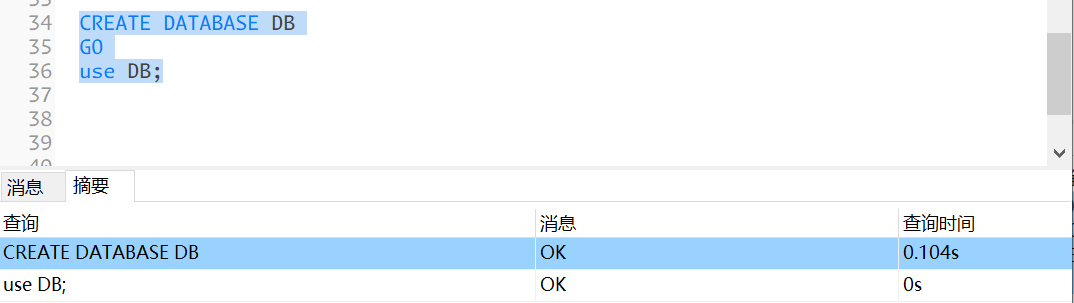 34 CREATE DATABASE DB
35 GO
36 use DB;
37
38
39
消息 摘要
查询 消息 查询时间
CREATE DATABASE DB OK 0.104s
use DB; OK 0s